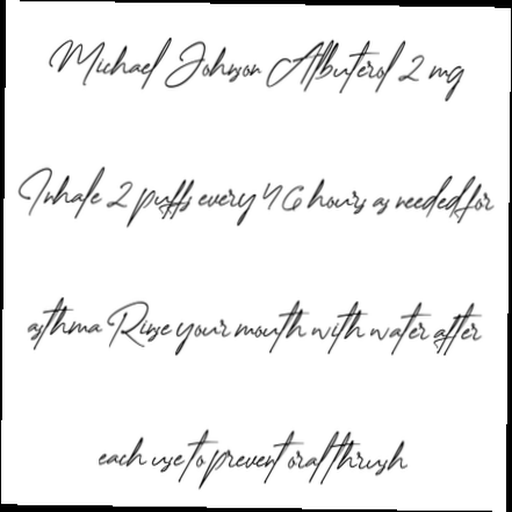 Michael Johnson Albuterol 2 mg
Inhale 2 puffs every 4 6 hours as needed for
asthma Rinse your mouth with water after
each use to prevent oral thrush